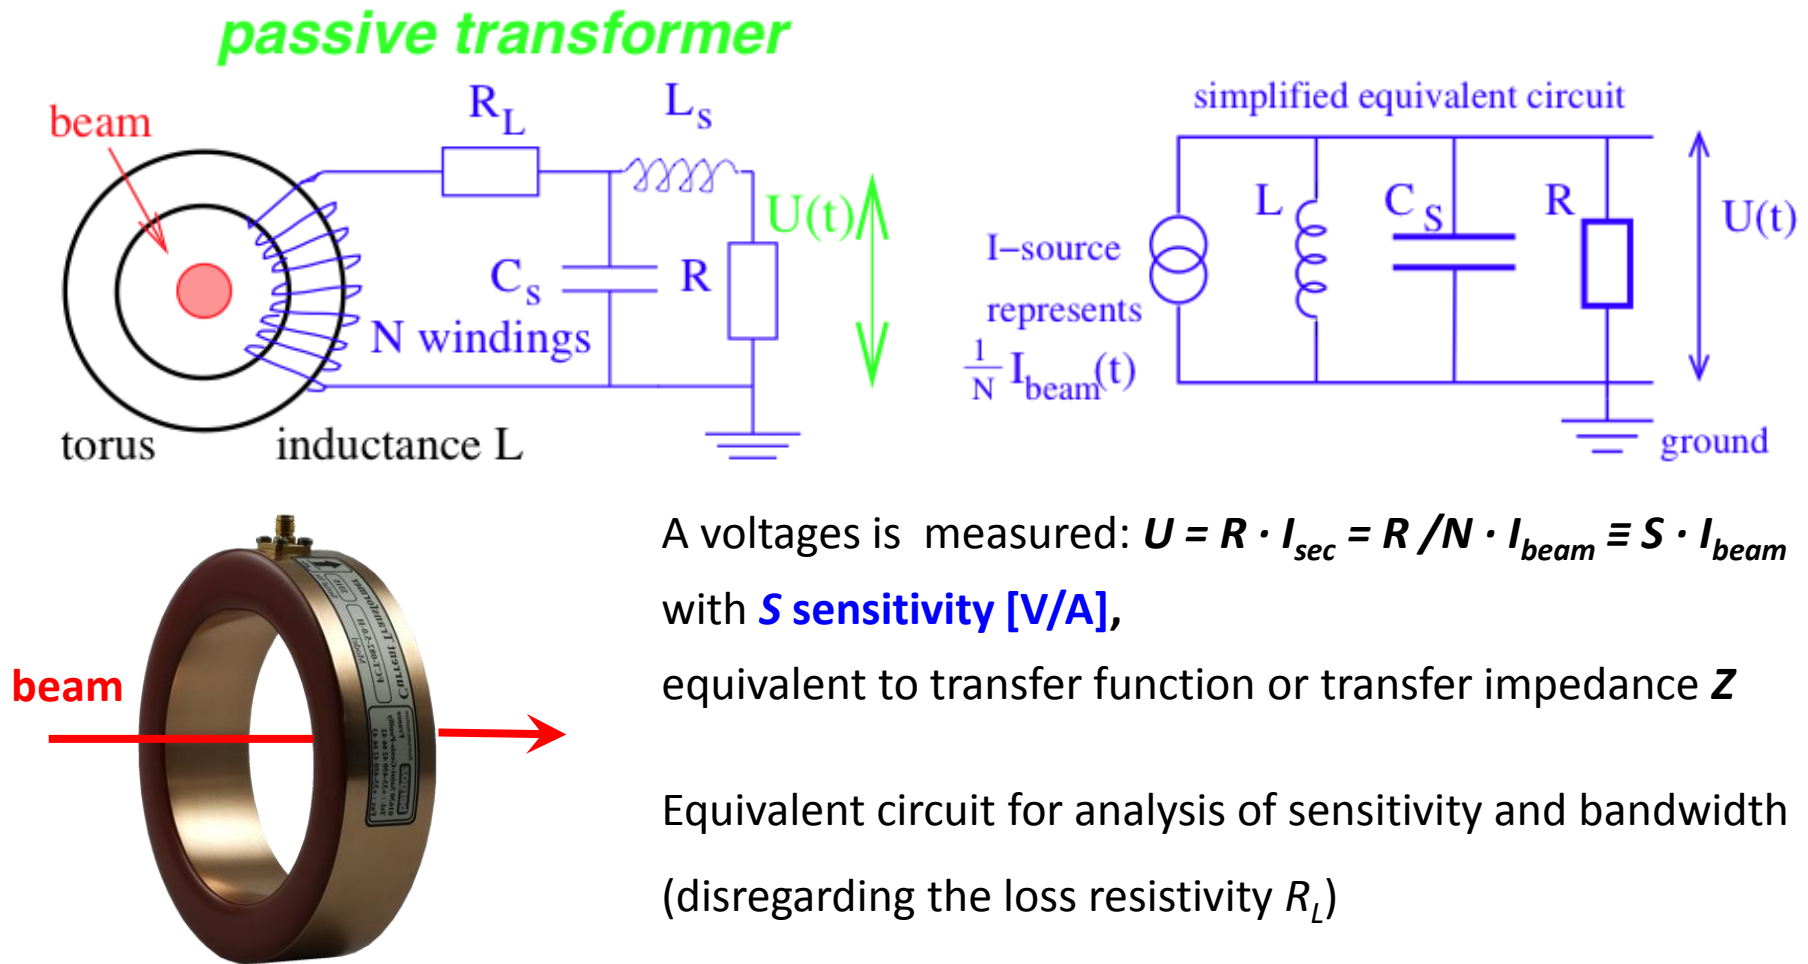 passive transformer
beam
R_L
L_S
U(t)
C_s
R
N windings
torus
inductance L
simplified equivalent circuit
I-source
represents
1/N I_beam(t)
L
C_S
R
U(t)
ground
beam
A voltages is measured: U = R · I_sec = R /N · I_beam ≡ S · I_beam
with S sensitivity [V/A],
equivalent to transfer function or transfer impedance Z
Equivalent circuit for analysis of sensitivity and bandwidth
(disregarding the loss resistivity R_L)